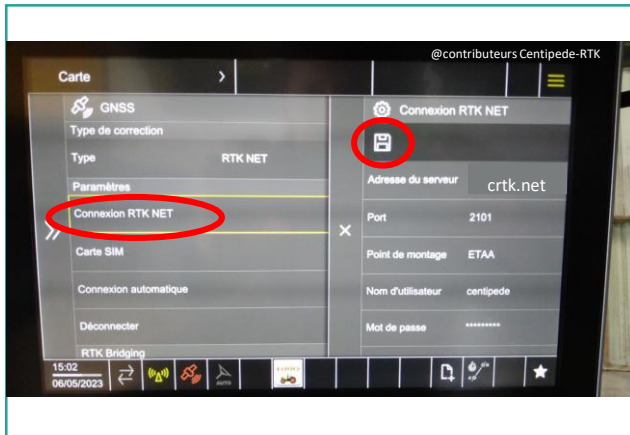 @contributeurs Centipede-RTK
Carte >
GNSS
Type de correction
Type RTK NET
Paramètres
Connexion RTK NET
Carte SIM
Connexion automatique
Déconnecter
RTK Bridging
Connexion RTK NET
Adresse du serveur crtk.net
Port 2101
Point de montage ETAA
Nom d'utilisateur centipede
Mot de passe *********
15:02
06/05/2023
AUTO